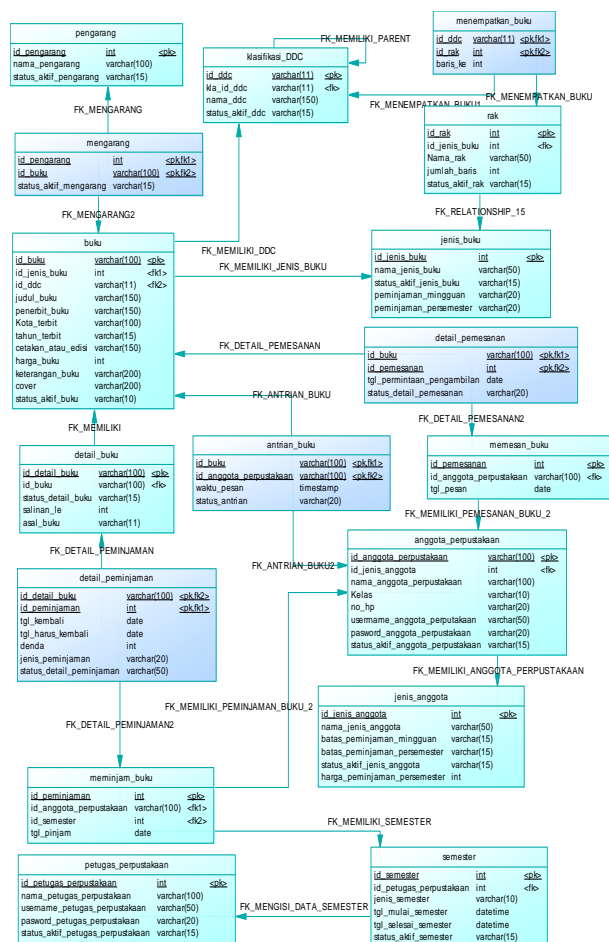 pengarang
id_pengarang int <pk>
nama_pengarang varchar(100)
status_aktif_pengarang varchar(15)
FK_MENGARANG
mengarang
id_pengarang int <pk,fk1>
id_buku varchar(100) <pk,fk2>
status_aktif_mengarang varchar(15)
FK_MENGARANG2
FK_MEMILIKI_PARENT
klasifikasi_DDC
id_ddc varchar(11) <pk>
kla_id_ddc varchar(11) <fk>
nama_ddc varchar(150)
status_aktif_ddc varchar(15)
menempatkan_buku
id_ddc varchar(11) <pk,fk1>
id_rak int <pk,fk2>
baris_ke int
FK_MENEMPATKAN_BUKU1
FK_MENEMPATKAN_BUKU
rak
id_rak int <pk>
id_jenis_buku int <fk>
Nama_rak varchar(50)
jumlah_baris int
status_aktif_rak varchar(15)
FK_RELATIONSHIP_15
buku
id_buku varchar(100) <pk>
id_jenis_buku int <fk1>
id_ddc varchar(11) <fk2>
judul_buku varchar(150)
penerbit_buku varchar(150)
Kota_terbit varchar(100)
tahun_terbit varchar(15)
cetakan_atau_edisi varchar(150)
harga_buku int
keterangan_buku varchar(200)
cover varchar(200)
status_aktif_buku varchar(10)
FK_MEMILIKI_DDC
FK_MEMILIKI_JENIS_BUKU
jenis_buku
id_jenis_buku int <pk>
nama_jenis_buku varchar(50)
status_aktif_jenis_buku varchar(15)
peminjaman_mingguan varchar(20)
peminjaman_persemester varchar(20)
FK_DETAIL_PEMESANAN
detail_pemesanan
id_buku varchar(100) <pk,fk1>
id_pemesanan int <pk,fk2>
tgl_permintaan_pengambilan date
status_detail_pemesanan varchar(20)
FK_ANTRIAN_BUKU
FK_DETAIL_PEMESANAN2
FK_MEMILIKI
detail_buku
id_detail_buku varchar(100) <pk>
id_buku varchar(100) <fk>
status_detail_buku varchar(15)
salinan_le int
asal_buku varchar(11)
antrian_buku
id_buku varchar(100) <pk,fk1>
id_anggota_perpustakaan varchar(100) <pk,fk2>
waktu_pesan timestamp
status_antrian varchar(20)
memesan_buku
id_pemesanan int <pk>
id_anggota_perpustakaan varchar(100) <fk>
tgl_pesan date
FK_MEMILIKI_PEMESANAN_BUKU_2
FK_DETAIL_PEMINJAMAN
FK_ANTRIAN_BUKU2
detail_peminjaman
id_detail_buku varchar(100) <pk,fk2>
id_peminjaman int <pk,fk1>
tgl_kembali date
tgl_harus_kembali date
denda int
jenis_peminjaman varchar(20)
status_detail_peminjaman varchar(50)
anggota_perpustakaan
id_anggota_perpustakaan varchar(100) <pk>
id_jenis_anggota int <fk>
nama_anggota_perpustakaan varchar(100)
Kelas varchar(10)
no_hp varchar(20)
username_anggota_perputakaan varchar(50)
pasword_anggota_perpustakaan varchar(20)
status_aktif_anggota_perpustakaan varchar(15)
FK_MEMILIKI_ANGGOTA_PERPUSTAKAAN
FK_DETAIL_PEMINJAMAN2
FK_MEMILIKI_PEMINJAMAN_BUKU_2
jenis_anggota
id_jenis_anggota int <pk>
nama_jenis_anggota varchar(50)
batas_peminjaman_mingguan varchar(15)
batas_peminjaman_persemester varchar(15)
status_aktif_jenis_anggota varchar(15)
harga_peminjaman_persemester int
meminjam_buku
id_peminjaman int <pk>
id_anggota_perpustakaan varchar(100) <fk1>
id_semester int <fk2>
tgl_pinjam date
FK_MEMILIKI_SEMESTER
petugas_perpustakaan
id_petugas_perpustakaan int <pk>
nama_petugas_perpustakaan varchar(100)
username_petugas_perpustakaan varchar(50)
pasword_petugas_perpustakaan varchar(20)
status_aktif_petugas_perpustakaan varchar(15)
FK_MENGISI_DATA_SEMESTER
semester
id_semester int <pk>
id_petugas_perpustakaan int <fk>
jenis_semester varchar(10)
tgl_mulai_semester datetime
tgl_selesai_semester datetime
status_aktif_semester varchar(15)